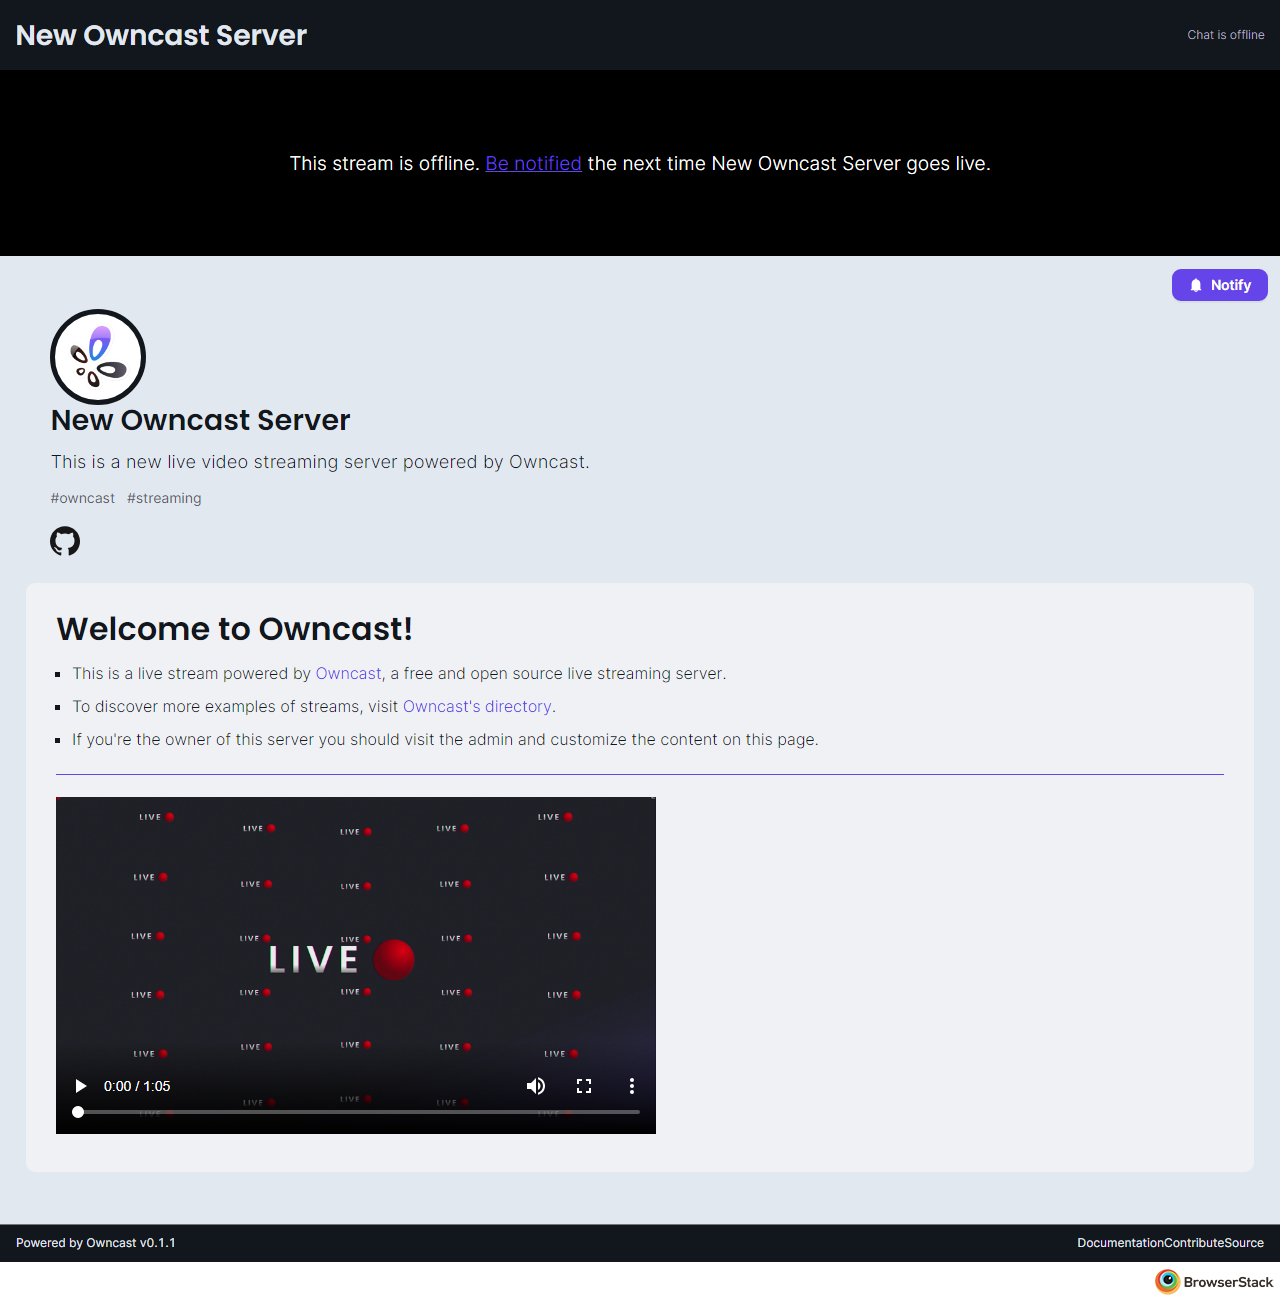 New Owncast Server
Chat is offline
This stream is offline. Be notified the next time New Owncast Server goes live.
Notify
New Owncast Server
This is a new live video streaming server powered by Owncast.
#owncast #streaming
Welcome to Owncast!
This is a live stream powered by Owncast, a free and open source live streaming server.
To discover more examples of streams, visit Owncast's directory.
If you're the owner of this server you should visit the admin and customize the content on this page.
LIVE LIVE LIVE LIVE LIVE
LIVE LIVE LIVE LIVE LIVE
LIVE LIVE LIVE LIVE LIVE
LIVE
LIVE LIVE LIVE LIVE LIVE
LIVE LIVE LIVE LIVE LIVE
LIVE LIVE LIVE LIVE LIVE
0:00 / 1:05
Powered by Owncast v0.1.1
DocumentationContributeSource
BrowserStack